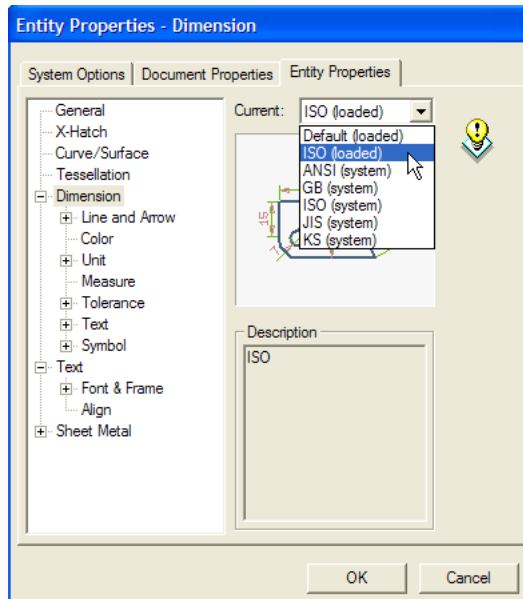 Entity Properties - Dimension
System Options
Document Properties
Entity Properties
General
X-Hatch
Curve/Surface
Tessellation
Dimension
Line and Arrow
Color
Unit
Measure
Tolerance
Text
Symbol
Text
Font & Frame
Align
Sheet Metal
Current:
ISO (loaded)
Default (loaded)
ISO (loaded)
ANSI (system)
GB (system)
ISO (system)
JIS (system)
KS (system)
15
Description
ISO
OK
Cancel